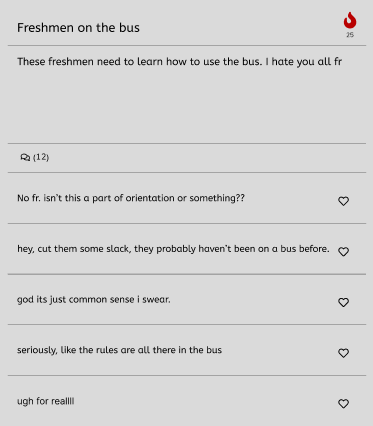 Freshmen on the bus
25
These freshmen need to learn how to use the bus. I hate you all fr
(12)
No fr. isn't this a part of orientation or something??
hey, cut them some slack, they probably haven't been on a bus before.
god its just common sense i swear.
seriously, like the rules are all there in the bus
ugh for reallll